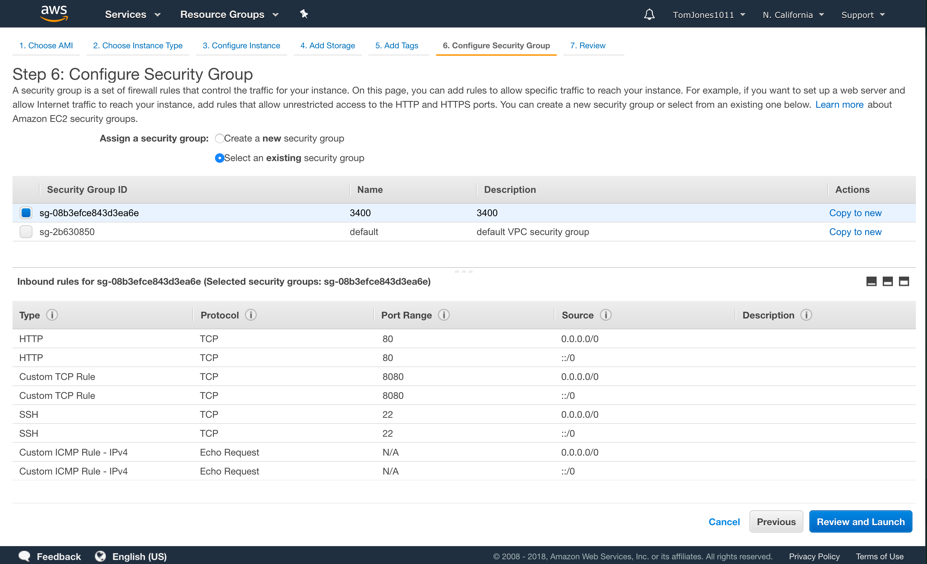 aws Services Resource Groups TomJones1011 N. California Support
1. Choose AMI 2. Choose Instance Type 3. Configure Instance 4. Add Storage 5. Add Tags 6. Configure Security Group 7. Review
Step 6: Configure Security Group
A security group is a set of firewall rules that control the traffic for your instance. On this page, you can add rules to allow specific traffic to reach your instance. For example, if you want to set up a web server and
allow Internet traffic to reach your instance, add rules that allow unrestricted access to the HTTP and HTTPS ports. You can create a new security group or select from an existing one below. Learn more about
Amazon EC2 security groups.
Assign a security group: Create a new security group
Select an existing security group
Security Group ID Name Description Actions
sg-08b3efce843d3ea6e 3400 3400 Copy to new
sg-2b630850 default default VPC security group Copy to new
Inbound rules for sg-08b3efce843d3ea6e (Selected security groups: sg-08b3efce843d3ea6e)
Type i Protocol i Port Range i Source i Description i
HTTP TCP 80 0.0.0.0/0
HTTP TCP 80 ::/0
Custom TCP Rule TCP 8080 0.0.0.0/0
Custom TCP Rule TCP 8080 ::/0
SSH TCP 22 0.0.0.0/0
SSH TCP 22 ::/0
Custom ICMP Rule - IPv4 Echo Request N/A 0.0.0.0/0
Custom ICMP Rule - IPv4 Echo Request N/A ::/0
Cancel Previous Review and Launch
Feedback English (US) © 2008 - 2018, Amazon Web Services, Inc. or its affiliates. All rights reserved. Privacy Policy Terms of Use